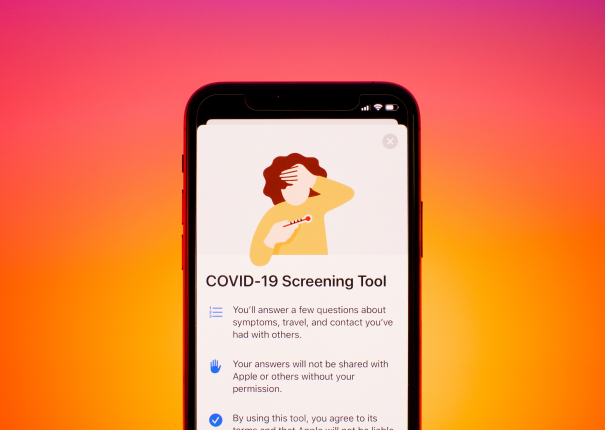 COVID-19 Screening Tool
You'll answer a few questions about
symptoms, travel, and contact you've
had with others.
Your answers will not be shared with
Apple or others without your
permission.
By using this tool, you agree to its
terms and that Apple will not be liable